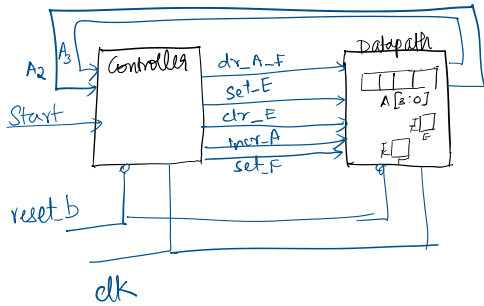 Datapath
A3
Controller
clr_A_F
A2
set_E
A[3:0]
Start
clr_E
E
incr_A
set_F
F
reset_b
clk